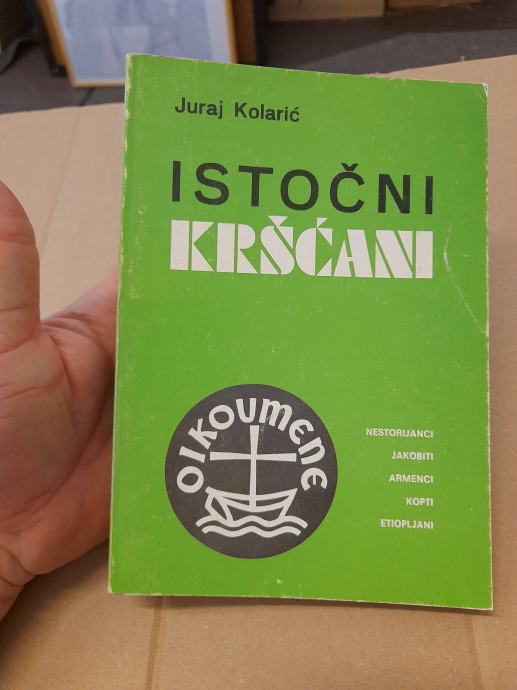 Juraj Kolarić
ISTOČNI
KRŠĆANI
OIKOUMENE
NESTORIJANCI
JAKOBITI
ARMENCI
KOPTI
ETIOPLJANI